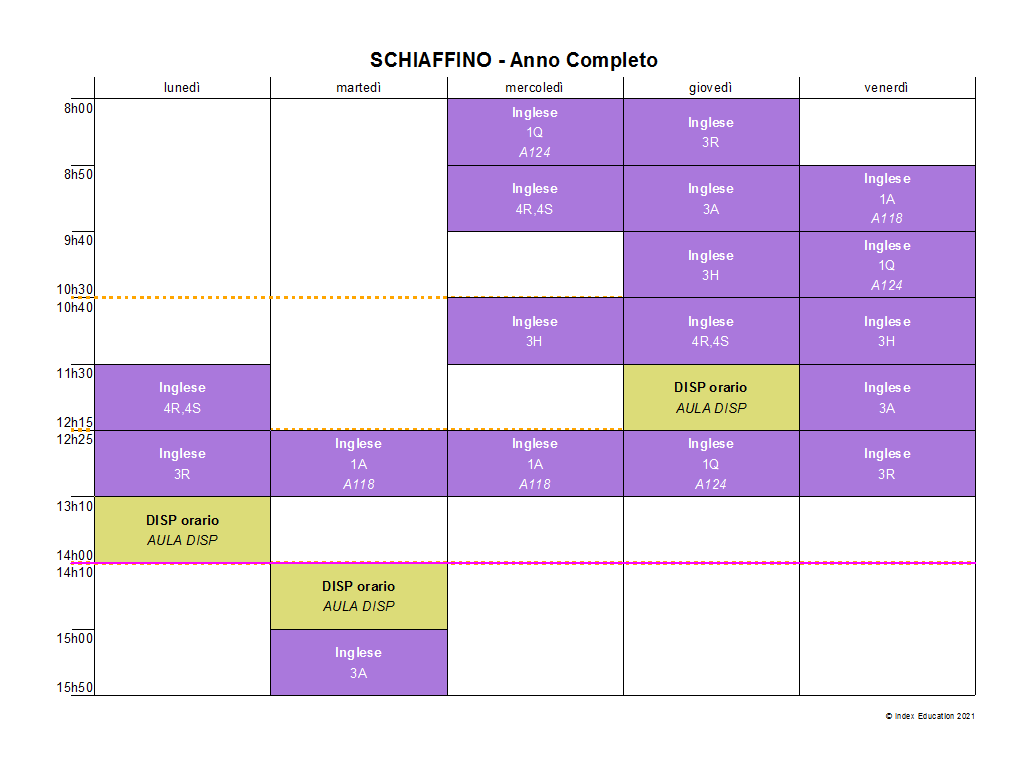 SCHIAFFINO - Anno Completo
lunedì martedì mercoledì giovedì venerdì
8h00
Inglese
1Q
A124
Inglese
3R
8h50
Inglese
4R,4S
Inglese
3A
Inglese
1A
A118
9h40
Inglese
3H
Inglese
1Q
A124
10h30
10h40
Inglese
3H
Inglese
4R,4S
Inglese
3H
11h30
Inglese
4R,4S
DISP orario
AULA DISP
Inglese
3A
12h15
12h25
Inglese
3R
Inglese
1A
A118
Inglese
1A
A118
Inglese
1Q
A124
Inglese
3R
13h10
DISP orario
AULA DISP
14h00
14h10
DISP orario
AULA DISP
15h00
Inglese
3A
15h50
© Index Education 2021